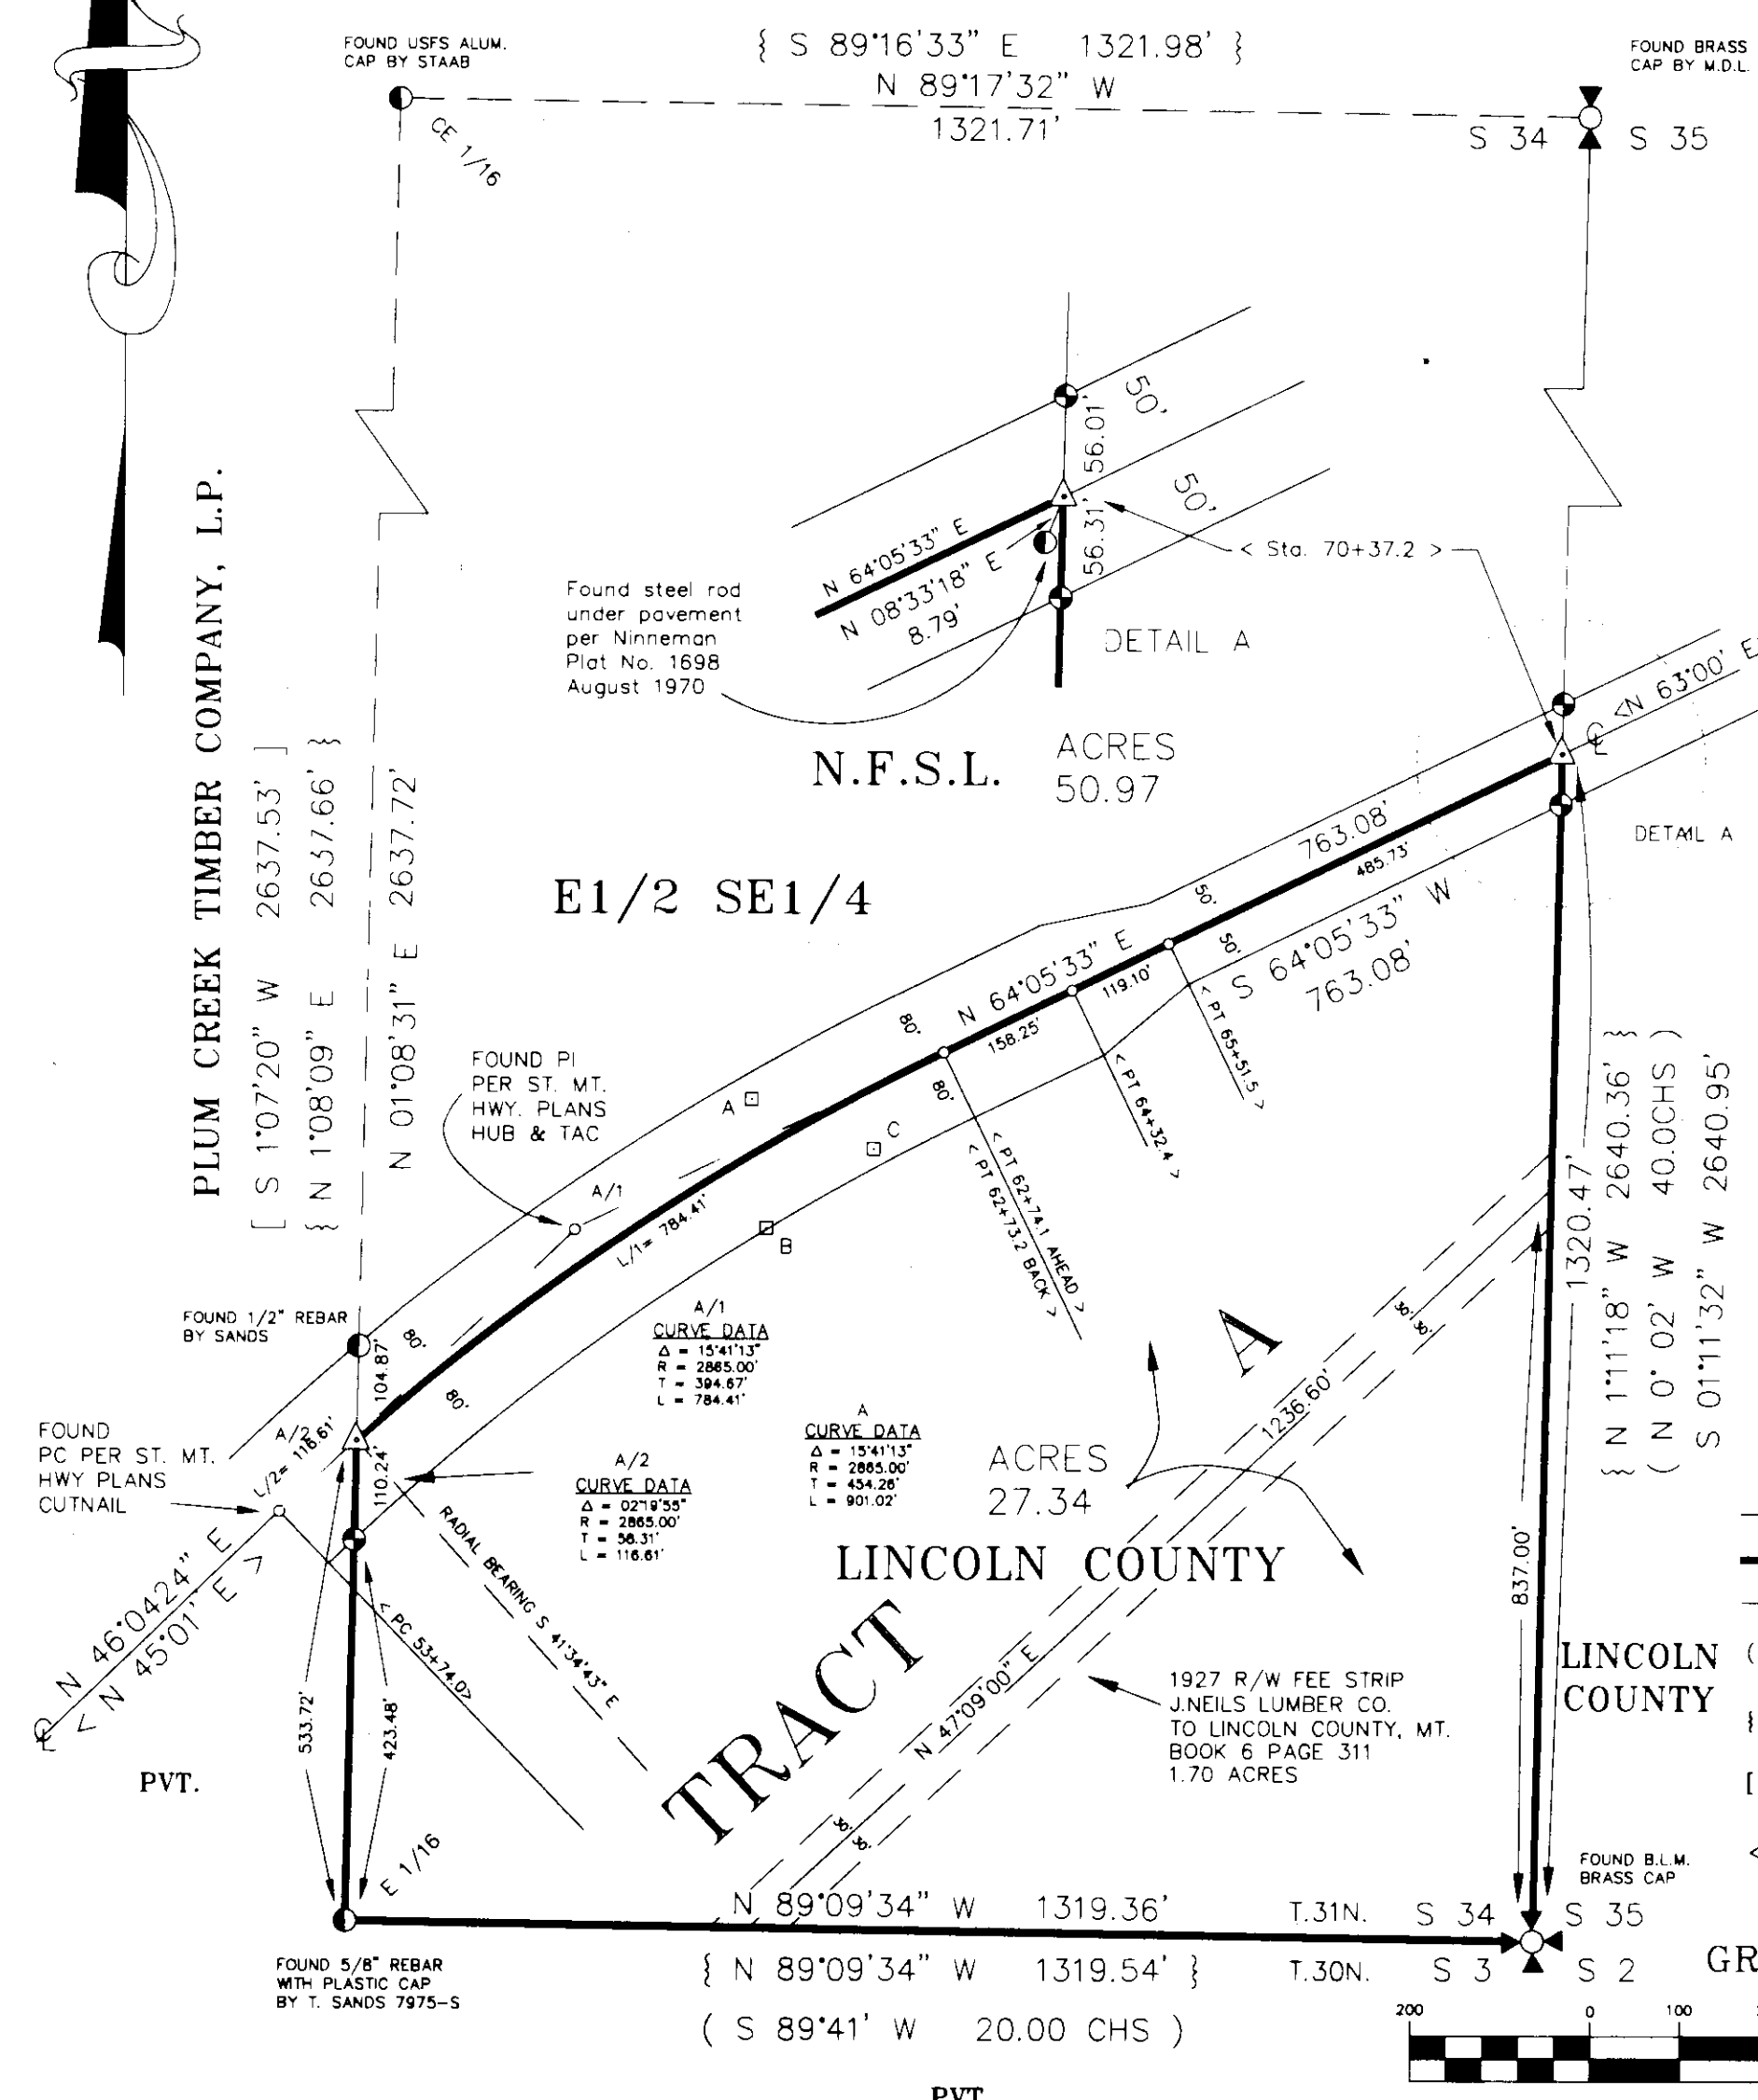 FOUND USFS ALUM.
CAP BY STAAB
{ S 89°16'33" E 1321.98' }
N 89°17'32" W
1321.71'
FOUND BRASS
CAP BY M.D.L.
CE 1/16
S 34
S 35
50'
56.01'
50'
56.31'
N 64°05'33" E
N 08°33'18" E
8.79'
< Sta. 70+37.2 >
Found steel rod
under pavement
per Ninneman
Plat No. 1698
August 1970
DETAIL A
PLUM CREEK TIMBER COMPANY, L.P.
[ S 1°07'20" W 2637.53' ]
{ N 1°08'09" E 2637.66' }
N 01°08'31" E 2637.72'
N.F.S.L.
ACRES
50.97
<N 63°00' E
DETAIL A
E1/2 SE1/4
763.08'
485.73'
50'
50'
N 64°05'33" E
119.10'
158.25'
S 64°05'33" W
763.08'
80'
80'
< PT 65+51.5 >
< PT 64+32.4 >
< PT 62+74.1 AHEAD >
< PT 62+73.2 BACK >
FOUND PI
PER ST. MT.
HWY. PLANS
HUB & TAC
A
C
B
A/1
L/1= 784.41'
FOUND 1/2" REBAR
BY SANDS
80'
80'
104.87'
A/1
CURVE DATA
Δ = 15°41'13"
R = 2865.00'
T = 394.67'
L = 784.41'
A
CURVE DATA
Δ = 15°41'13"
R = 2865.00'
T = 454.26'
L = 901.02'
A/2
CURVE DATA
Δ = 02°19'55"
R = 2865.00'
T = 58.31'
L = 116.61'
FOUND
PC PER ST. MT.
HWY PLANS
CUTNAIL
A/2
L/2= 116.61'
110.24'
RADIAL BEARING S 41°34'43" E
< PC 53+74.0>
N 46°04'24" E
< N 45°01' E >
533.72'
423.48'
PVT.
E 1/16
ACRES
27.34
LINCOLN COUNTY
TRACT A
1236.60'
N 47°09'00" E
30' 30'
30' 30'
1927 R/W FEE STRIP
J.NEILS LUMBER CO.
TO LINCOLN COUNTY, MT.
BOOK 6 PAGE 311
1.70 ACRES
837.00'
1320.47'
{ N 1°11'18" W 2640.36' }
( N 0° 02' W 40.0CHS )
S 01°11'32" W 2640.95'
LINCOLN
COUNTY
FOUND B.L.M.
BRASS CAP
N 89°09'34" W 1319.36' T.31N. S 34 S 35
{ N 89°09'34" W 1319.54' } T.30N. S 3 S 2
( S 89°41' W 20.00 CHS )
FOUND 5/8" REBAR
WITH PLASTIC CAP
BY T. SANDS 7975-S
GR
200 0 100
PVT